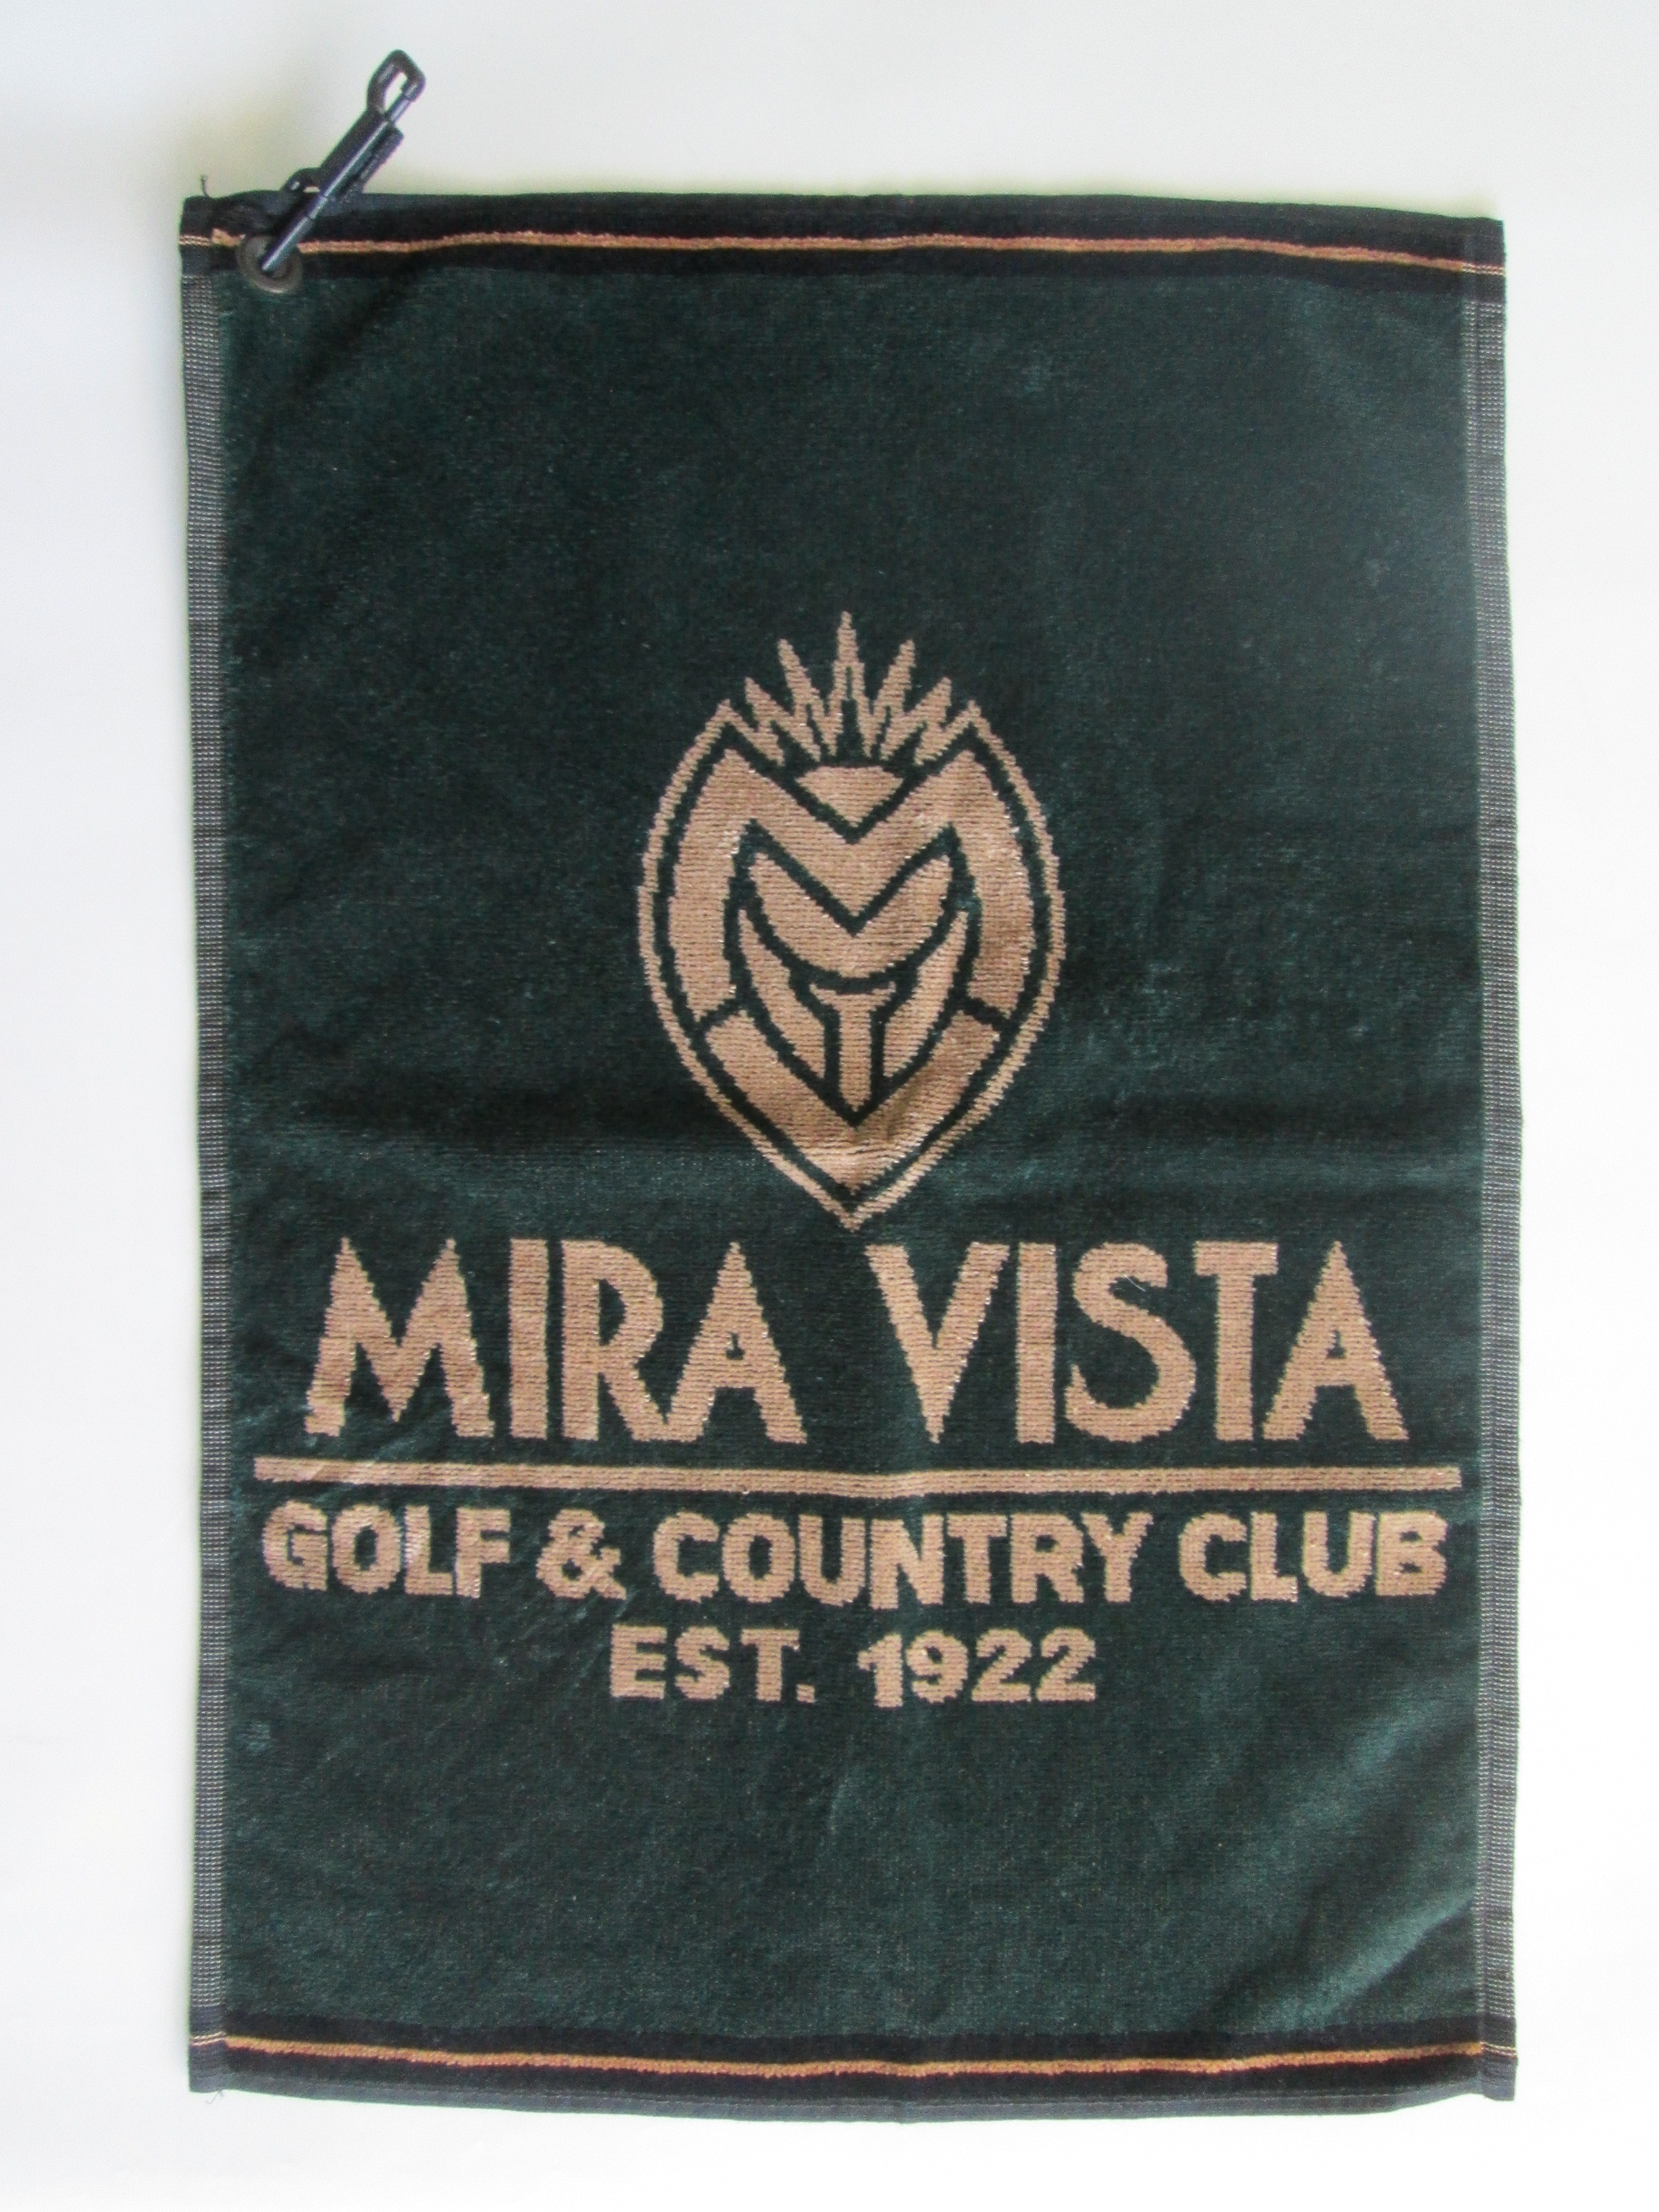 MIRA VISTA
GOLF & COUNTRY CLUB
EST. 1922